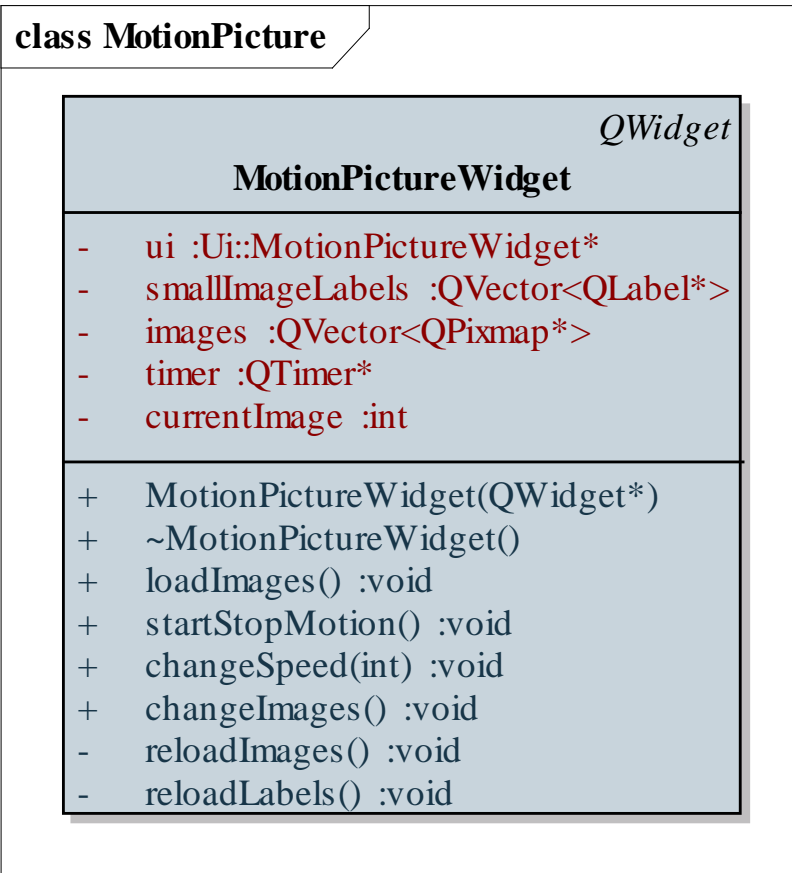 class MotionPicture
QWidget
MotionPictureWidget
- ui :Ui::MotionPictureWidget*
- smallImageLabels :QVector<QLabel*>
- images :QVector<QPixmap*>
- timer :QTimer*
- currentImage :int
+ MotionPictureWidget(QWidget*)
+ ~MotionPictureWidget()
+ loadImages() :void
+ startStopMotion() :void
+ changeSpeed(int) :void
+ changeImages() :void
- reloadImages() :void
- reloadLabels() :void